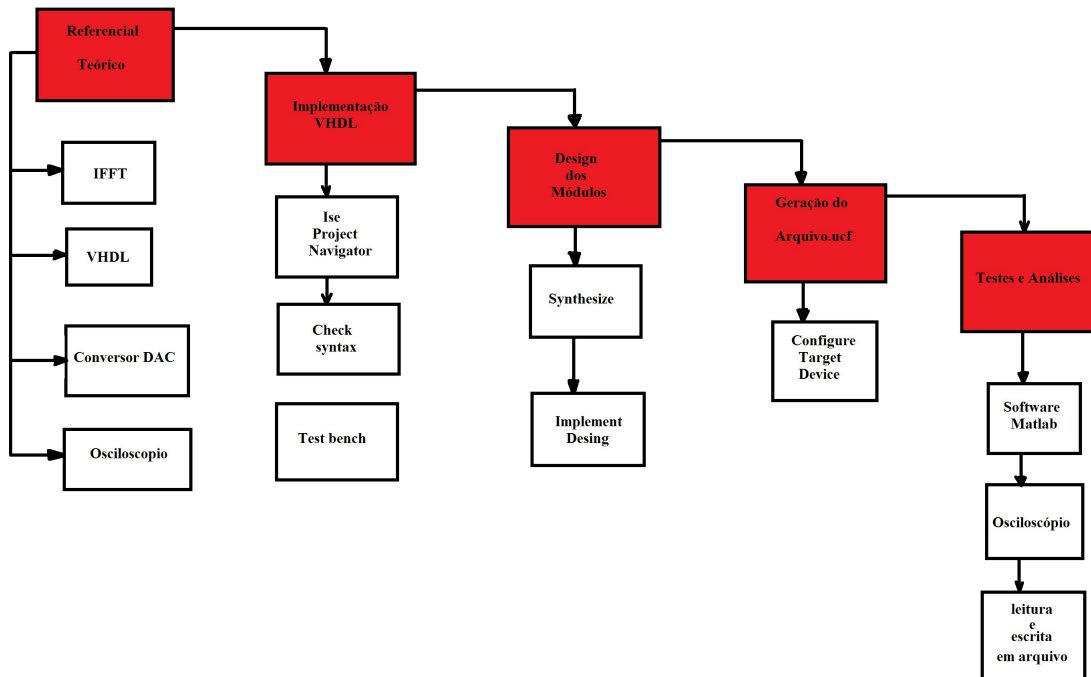 Referencial
Teórico
IFFT
VHDL
Conversor DAC
Osciloscopio
Implementação
VHDL
Ise
Project
Navigator
Check
syntax
Test bench
Design
dos
Módulos
Synthesize
Implement
Desing
Geração do
Arquivo.ucf
Configure
Target
Device
Testes e Análises
Software
Matlab
Osciloscópio
leitura
e
escrita
em arquivo